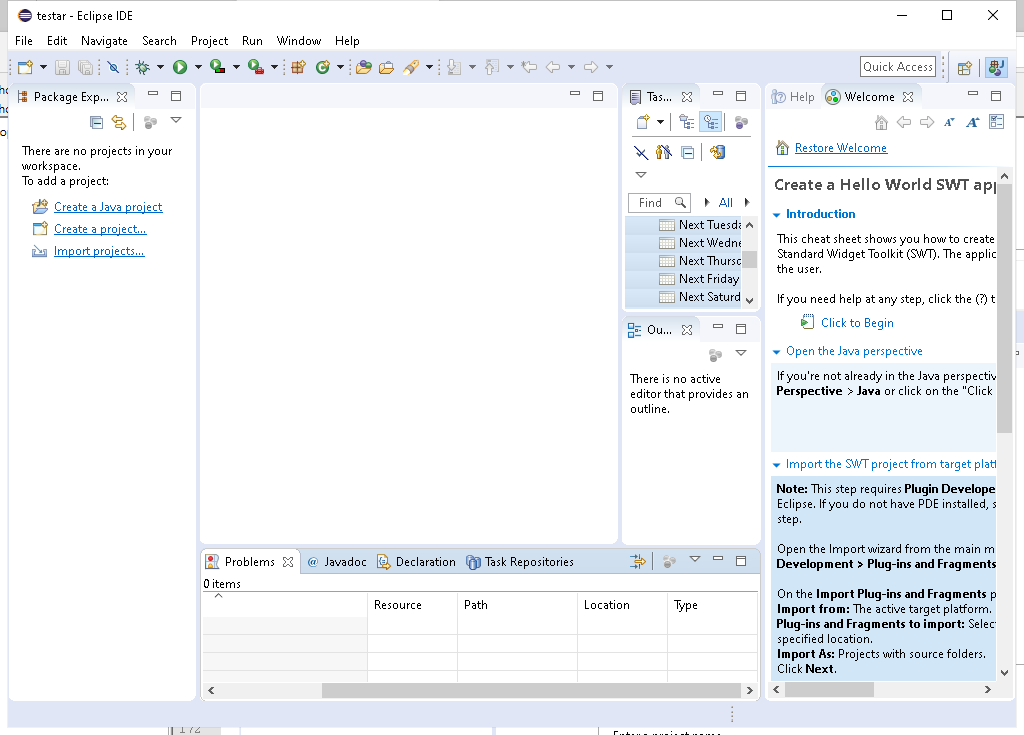 testar - Eclipse IDE
File Edit Navigate Search Project Run Window Help
Quick Access
Package Exp...
There are no projects in your
workspace.
To add a project:
Create a Java project
Create a project...
Import projects...
Tas...
Find
All
Next Tuesda
Next Wedne
Next Thursd
Next Friday
Next Saturd
Ou...
There is no active
editor that provides an
outline.
Help Welcome
Restore Welcome
Create a Hello World SWT app
Introduction
This cheat sheet shows you how to create
Standard Widget Toolkit (SWT). The applic
the user.
If you need help at any step, click the (?) t
Click to Begin
Open the Java perspective
If you're not already in the Java perspectiv
Perspective > Java or click on the "Click
Import the SWT project from target platf
Note: This step requires Plugin Develope
Eclipse. If you do not have PDE installed, s
step.
Open the Import wizard from the main m
Development > Plug-ins and Fragments
On the Import Plug-ins and Fragments p
Import from: The active target platform.
Plug-ins and Fragments to import: Selec
specified location.
Import As: Projects with source folders.
Click Next.
Problems @ Javadoc Declaration Task Repositories
0 items
Resource Path Location Type
172